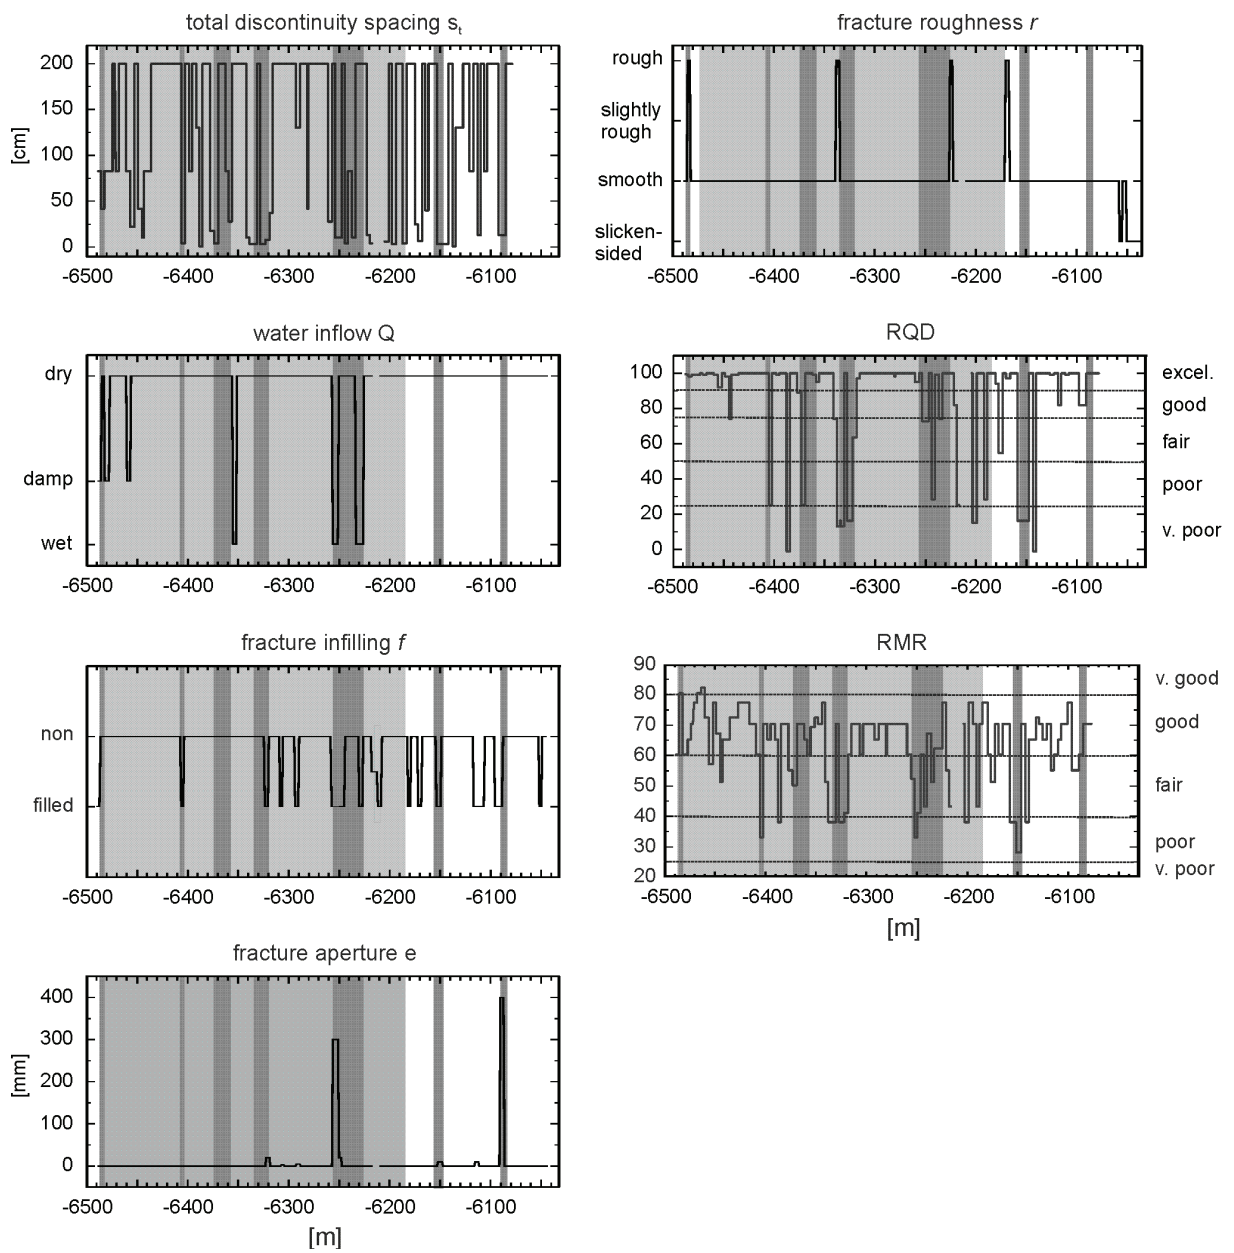 total discontinuity spacing sₜ
200
150
100
50
0
[cm]
-6500 -6400 -6300 -6200 -6100
fracture roughness r
rough
slightly
rough
smooth
slicken-
sided
-6500 -6400 -6300 -6200 -6100
water inflow Q
dry
damp
wet
-6500 -6400 -6300 -6200 -6100
RQD
100
80
60
40
20
0
excel.
good
fair
poor
v. poor
-6500 -6400 -6300 -6200 -6100
fracture infilling f
non
filled
-6500 -6400 -6300 -6200 -6100
RMR
90
80
70
60
50
40
30
20
v. good
good
fair
poor
v. poor
-6500 -6400 -6300 -6200 -6100
[m]
fracture aperture e
400
300
200
100
0
[mm]
-6500 -6400 -6300 -6200 -6100
[m]